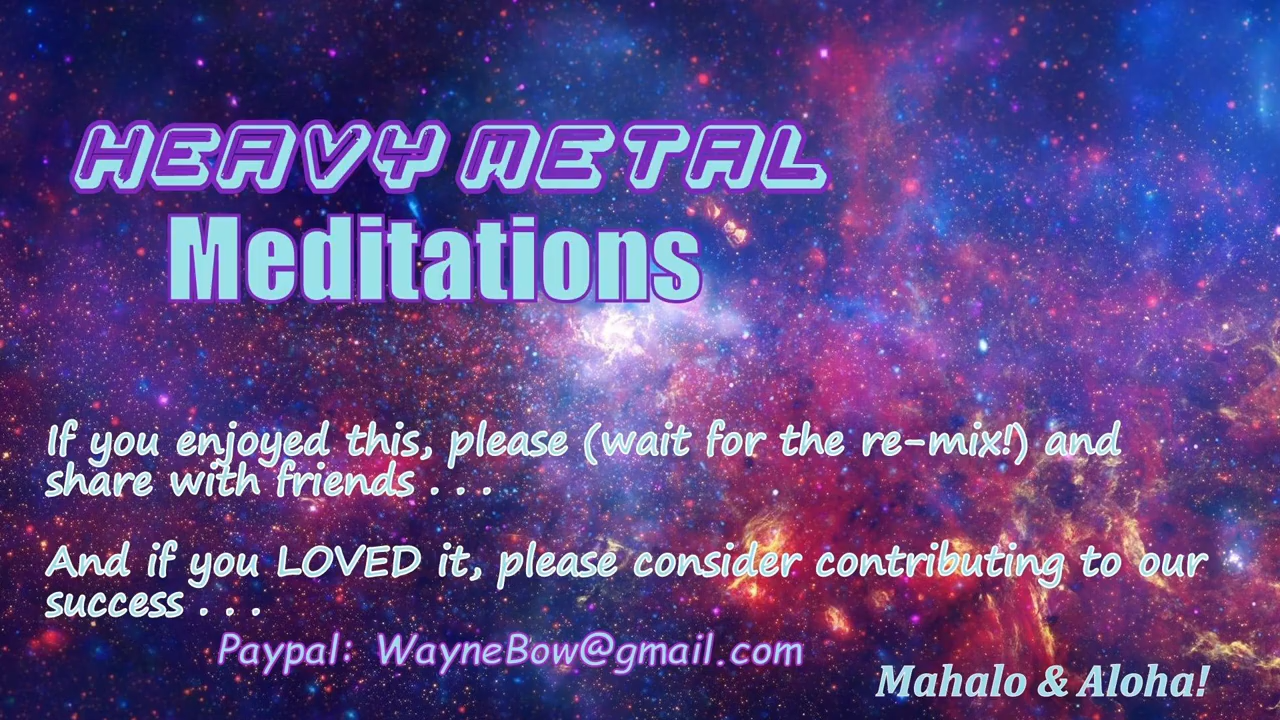 HEAVY METAL
Meditations
If you enjoyed this, please (wait for the re-mix!) and
share with friends . . .
And if you LOVED it, please consider contributing to our
success . . .
Paypal: WayneBow@gmail.com
Mahalo & Aloha!